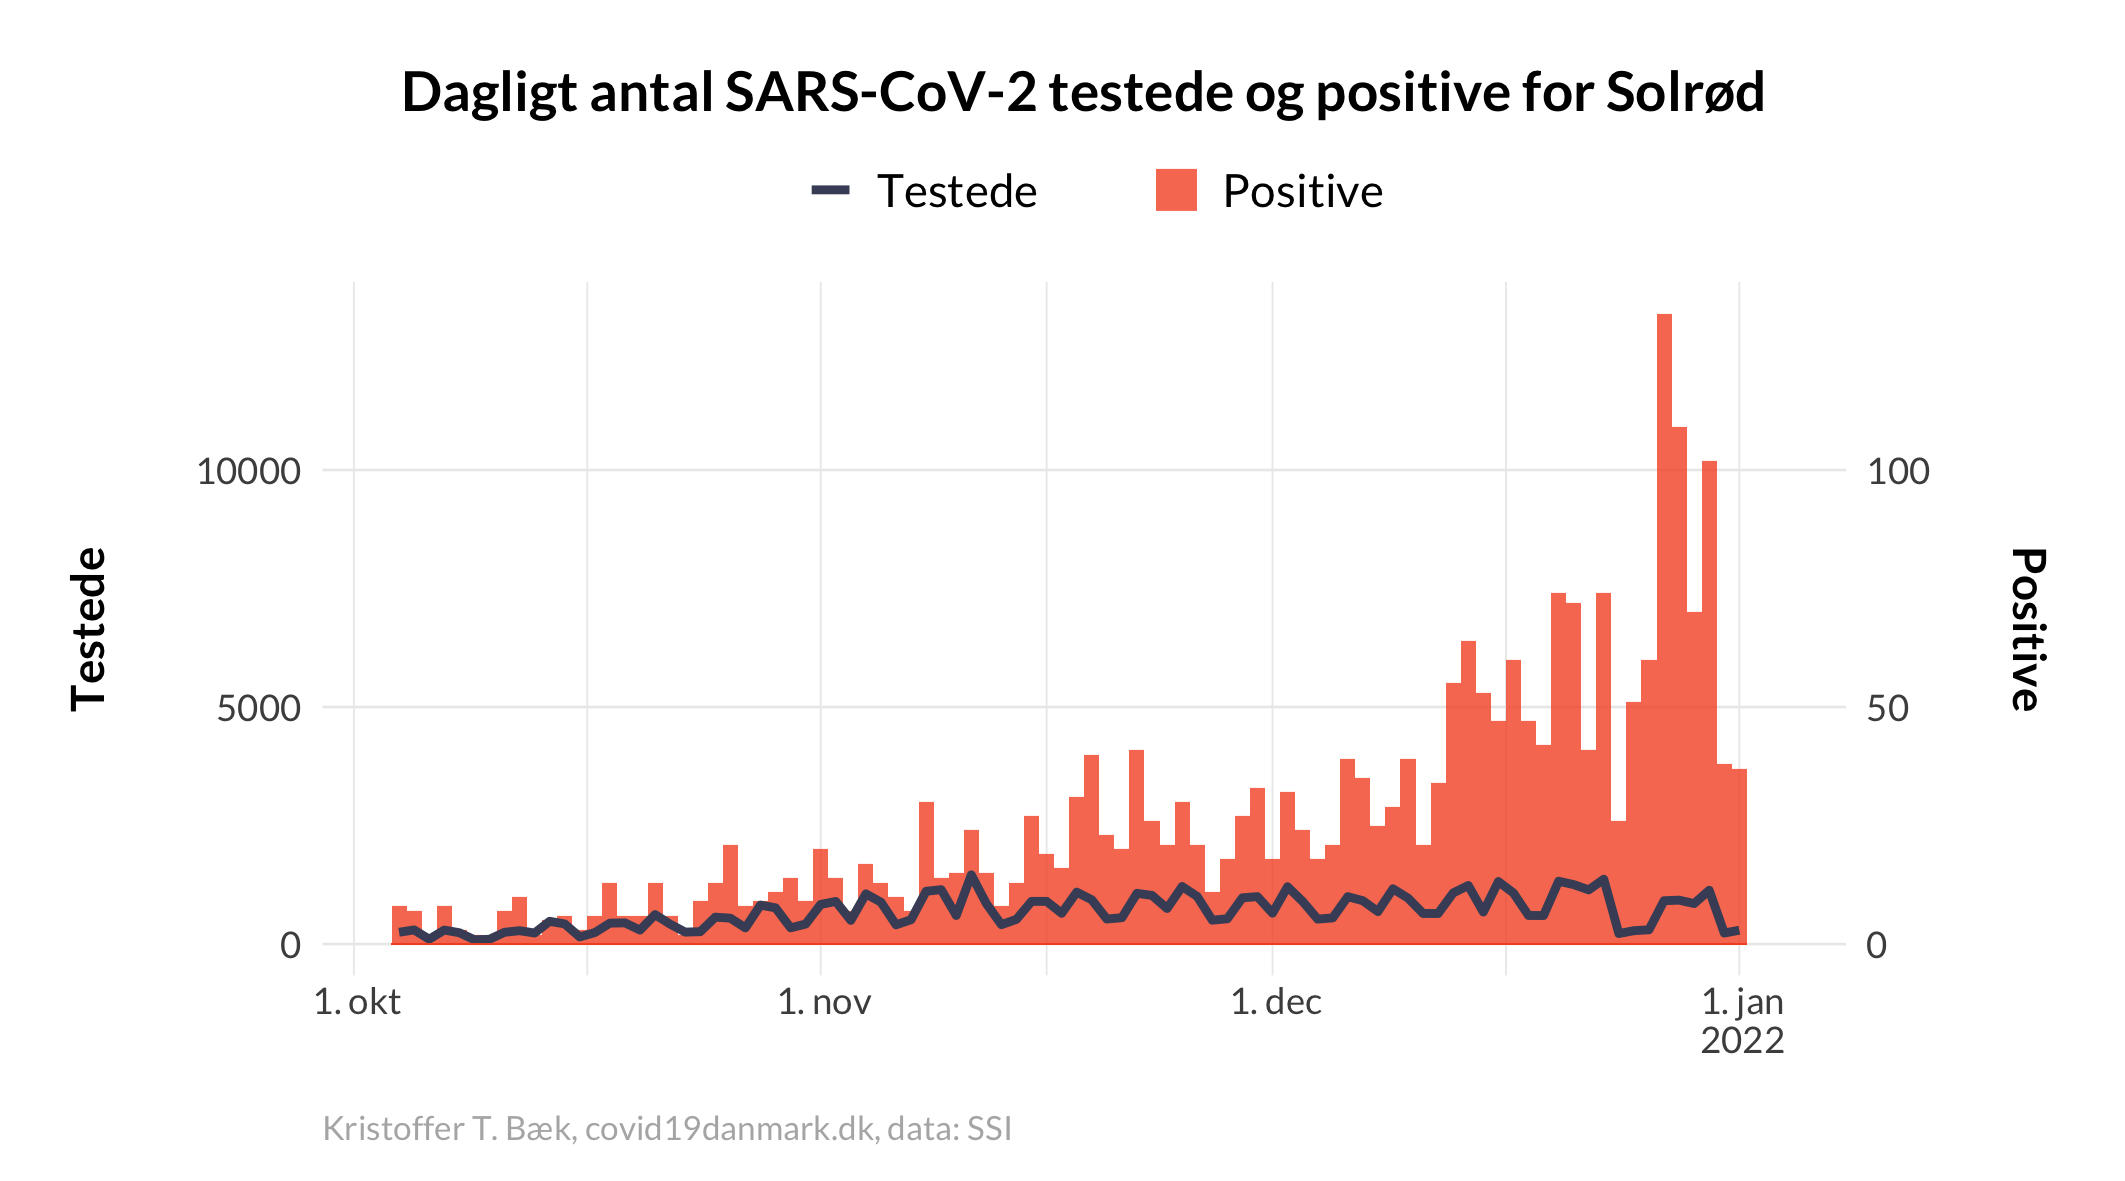 Dagligt antal SARS-CoV-2 testede og positive for Solrød
Testede
Positive
10000
5000
0
100
50
0
Testede
Positive
1. okt
1. nov
1. dec
1. jan
2022
Kristoffer T. Bæk, covid19danmark.dk, data: SSI